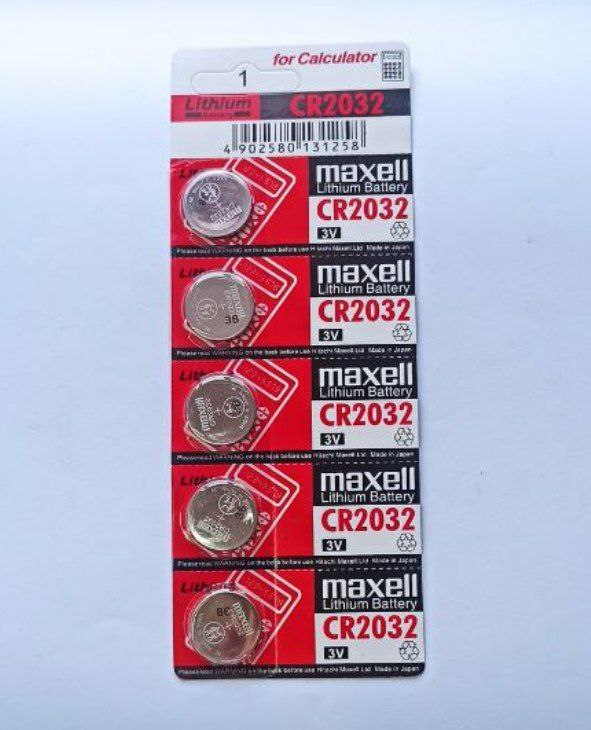 for Calculator
1
Lithium CR2032
Battery
4 902580 131258
maxell
Lithium Battery
CR2032
3V
Please read WARNING on the back before use Hitachi Maxell Ltd Made in Japan
maxell
Lithium Battery
CR2032
36
3V
Please read WARNING on the back before use Hitachi Maxell Ltd Made in Japan
maxell
Lithium Battery
maxell
CR2032
3V
Please read WARNING on the back before use Hitachi Maxell Ltd Made in Japan
maxell
Lithium Battery
CR2032
3V
Please read WARNING on the back before use Hitachi Maxell Ltd Made in Japan
maxell
Lithium Battery
CR2032
3V
Please read WARNING on the back before use Hitachi Maxell Ltd Made in Japan